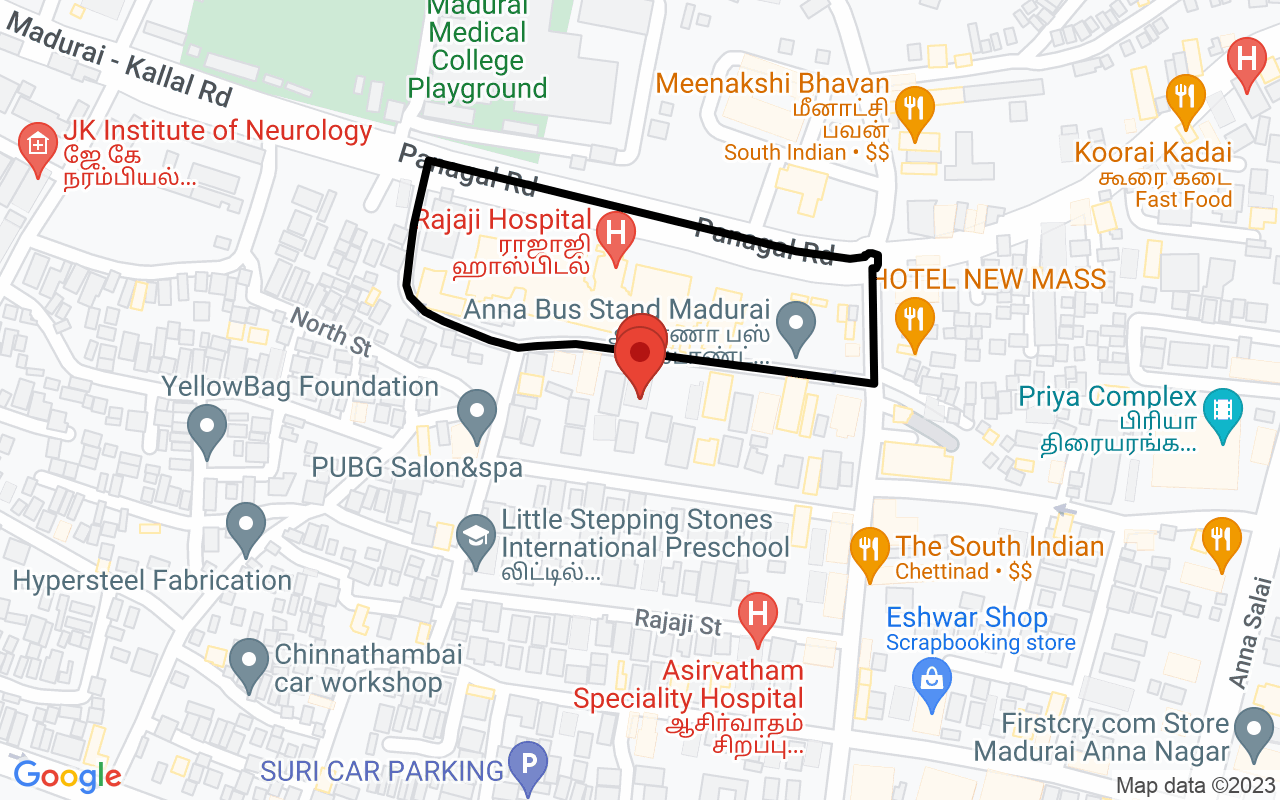 Madurai
Medical
College
Playground
Madurai - Kallal Rd
Meenakshi Bhavan
மீனாட்சி
பவன்
South Indian • $$
JK Institute of Neurology
ஜே கே
நரம்பியல்...
Koorai Kadai
கூரை கடை
Fast Food
Panagal Rd
Rajaji Hospital
ராஜாஜி
ஹாஸ்பிடல்
Panagal Rd
HOTEL NEW MASS
Anna Bus Stand Madurai
பஸ்
North St
YellowBag Foundation
Priya Complex
பிரியா
திரையரங்க...
PUBG Salon&spa
Little Stepping Stones
International Preschool
லிட்டில்...
The South Indian
Chettinad • $$
Hypersteel Fabrication
Rajaji St
Eshwar Shop
Scrapbooking store
Anna Salai
Chinnathambai
car workshop
Asirvatham
Speciality Hospital
ஆசிர்வாதம்
சிறப்பு...
Firstcry.com Store
Madurai Anna Nagar
SURI CAR PARKING
Google
Map data ©2023